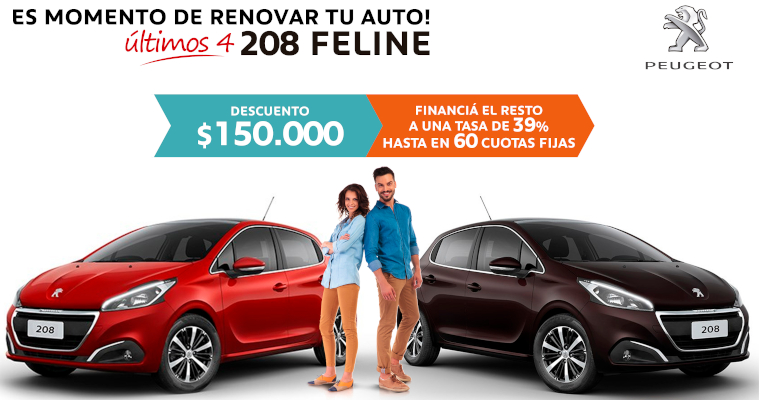 ES MOMENTO DE RENOVAR TU AUTO!
últimos 4 208 FELINE
PEUGEOT
DESCUENTO
$150.000
FINANCIÁ EL RESTO
A UNA TASA DE 39%
HASTA EN 60 CUOTAS FIJAS
208
208